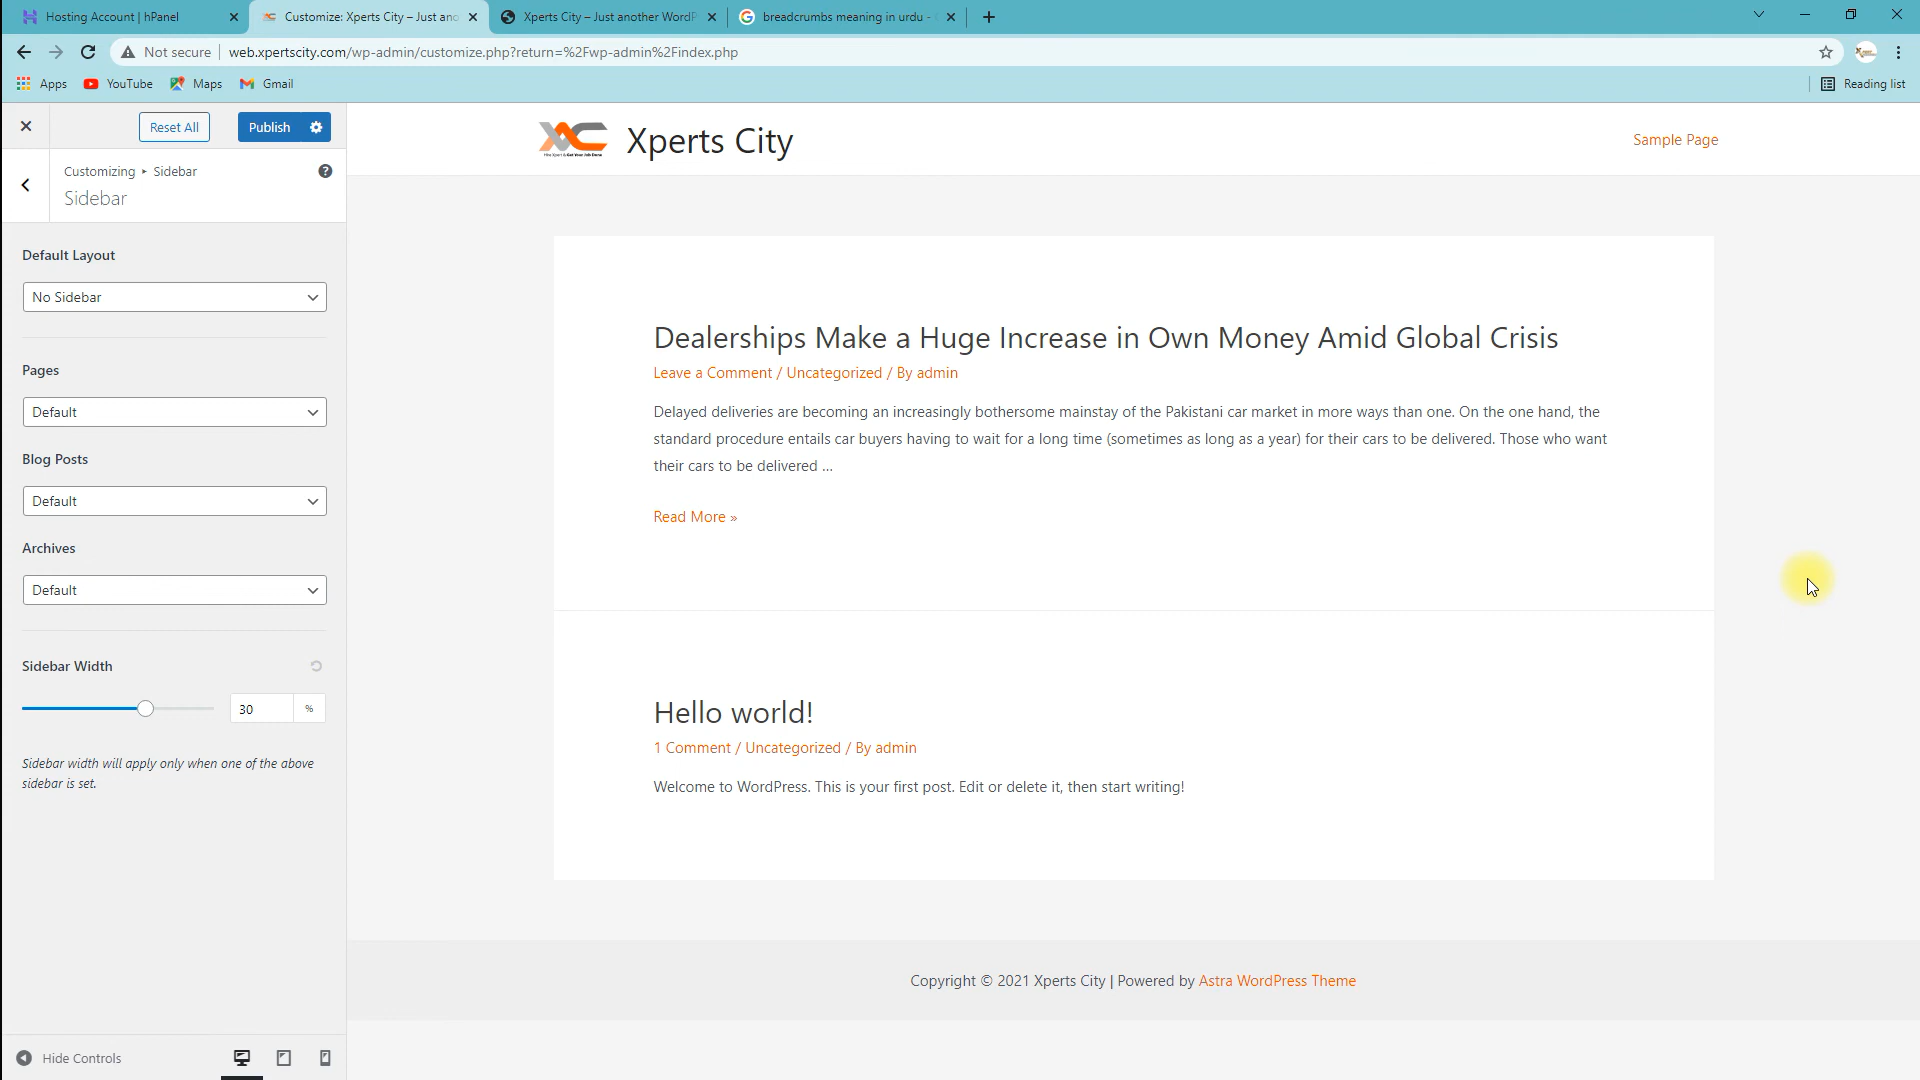 Hosting Account | hPanel
Customize: Xperts City – Just ano
Xperts City – Just another WordP
breadcrumbs meaning in urdu -
Not secure
web.xpertscity.com/wp-admin/customize.php?return=%2Fwp-admin%2Findex.php
Apps
YouTube
Maps
Gmail
Reading list
Reset All
Publish
Customizing ▸ Sidebar
Sidebar
Default Layout
No Sidebar
Pages
Default
Blog Posts
Default
Archives
Default
Sidebar Width
30
%
Sidebar width will apply only when one of the above
sidebar is set.
Hide Controls
Xperts City
Sample Page
Dealerships Make a Huge Increase in Own Money Amid Global Crisis
Leave a Comment / Uncategorized / By admin
Delayed deliveries are becoming an increasingly bothersome mainstay of the Pakistani car market in more ways than one. On the one hand, the
standard procedure entails car buyers having to wait for a long time (sometimes as long as a year) for their cars to be delivered. Those who want
their cars to be delivered …
Read More »
Hello world!
1 Comment / Uncategorized / By admin
Welcome to WordPress. This is your first post. Edit or delete it, then start writing!
Copyright © 2021 Xperts City | Powered by Astra WordPress Theme